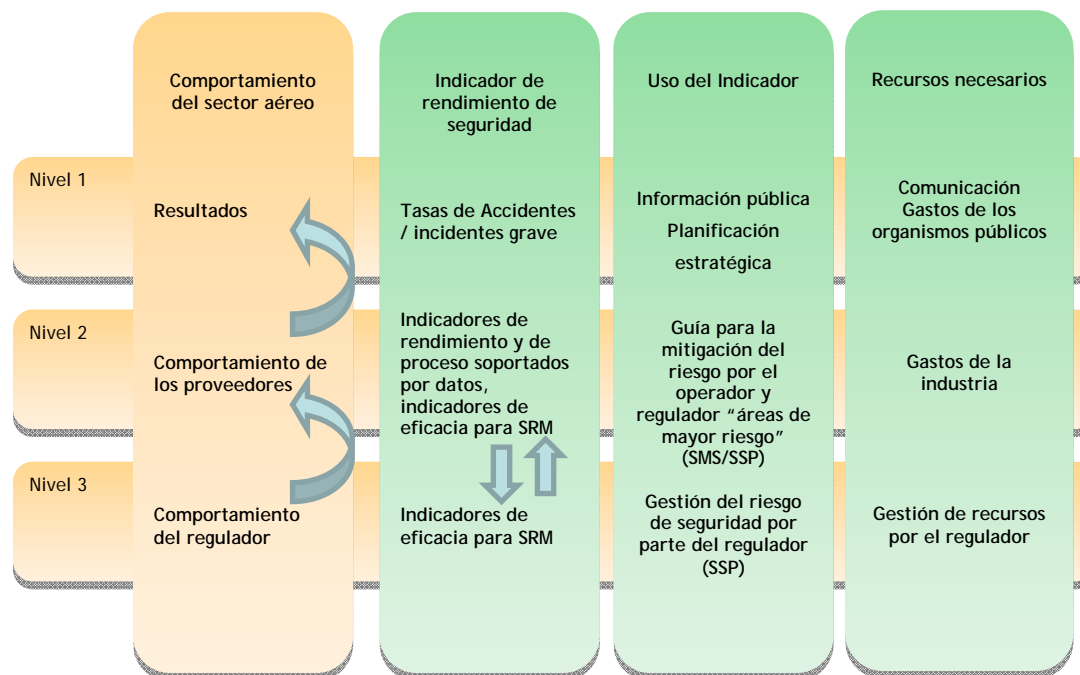 Comportamiento
del sector aéreo
Indicador de
rendimiento de
seguridad
Uso del Indicador
Recursos necesarios
Nivel 1
Resultados
Tasas de Accidentes
/ incidentes grave
Información pública
Planificación
estratégica
Comunicación
Gastos de los
organismos públicos
Nivel 2
Comportamiento de
los proveedores
Indicadores de
rendimiento y de
proceso soportados
por datos,
indicadores de
eficacia para SRM
Guía para la
mitigación del
riesgo por el
operador y
regulador “áreas de
mayor riesgo”
(SMS/SSP)
Gastos de la
industria
Nivel 3
Comportamiento
del regulador
Indicadores de
eficacia para SRM
Gestión del riesgo
de seguridad por
parte del regulador
(SSP)
Gestión de recursos
por el regulador